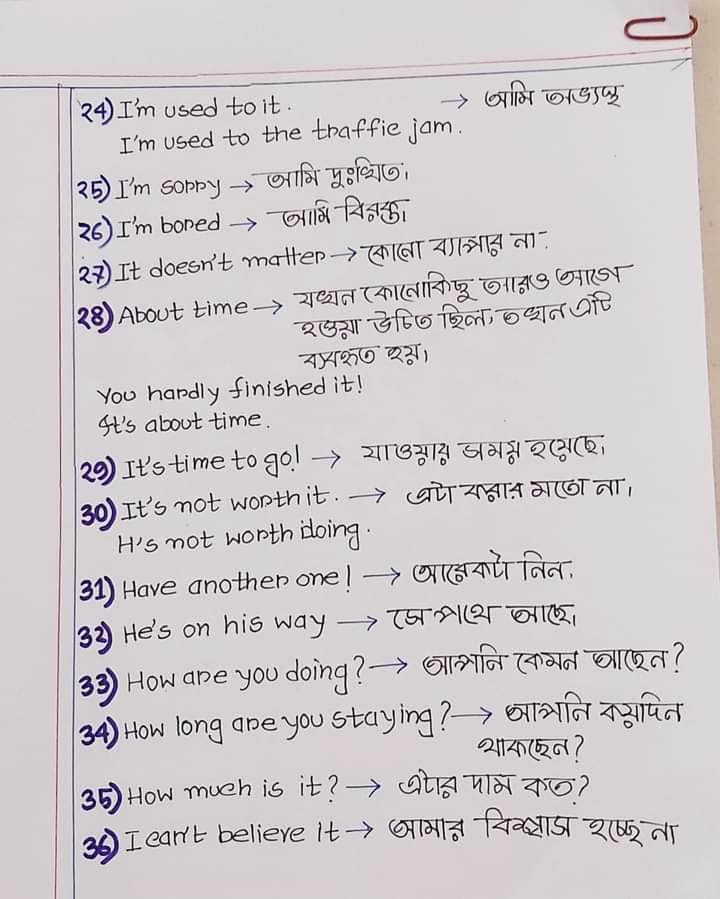 24) I'm used to it. → আমি অভ্যস্থ
I'm used to the traffic jam.
25) I'm sorry → আমি দুঃখিত।
26) I'm bored → আমি বিরক্ত।
27) It doesn't matter → কোনো ব্যাপার না।
28) About time → যখন কোনোকিছু আরও আগে
হওয়া উচিত ছিল, তখন এটি
ব্যবহৃত হয়।
You hardly finished it!
It's about time.
29) It's time to go! → যাওয়ার সময় হয়েছে।
30) It's not worth it. → এটা করার মতো না।
It's not worth doing.
31) Have another one! → আরেকটা নিন.
32) He's on his way → সে পথে আছে।
33) How are you doing? → আপনি কেমন আছেন?
34) How long are you staying? → আপনি কয়দিন
থাকছেন?
35) How much is it? → এটার দাম কত?
36) I can't believe it → আমার বিশ্বাস হচ্ছে না